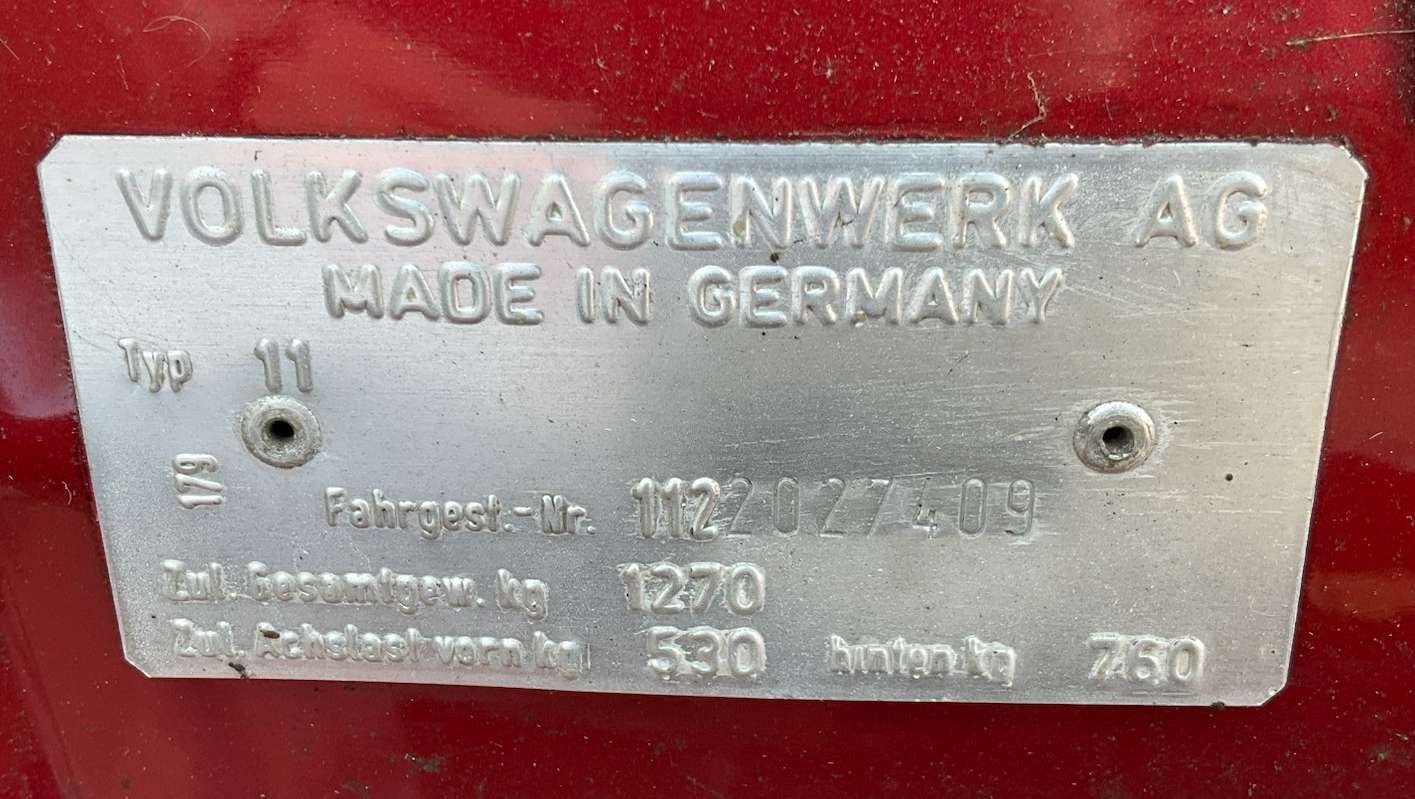 VOLKSWAGENWERK AG
MADE IN GERMANY
Typ 11
179
Fahrgest.-Nr. 1122027409
Zul. Gesamtgew. kg 1270
Zul. Achslast vorn kg 530 hinten kg 760